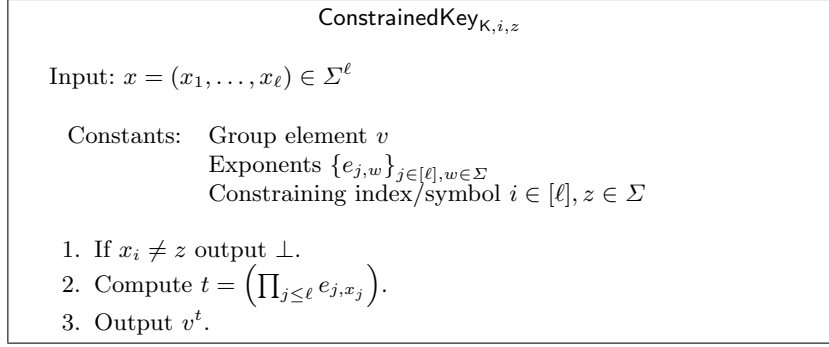 ConstrainedKey_{K,i,z}
Input: x = (x_1, . . . , x_ℓ) ∈ Σ^ℓ
Constants: Group element v
Exponents {e_{j,w}}_{j∈[ℓ],w∈Σ}
Constraining index/symbol i ∈ [ℓ], z ∈ Σ
1. If x_i ≠ z output ⊥.
2. Compute t = (∏_{j≤ℓ} e_{j,x_j}).
3. Output v^t.